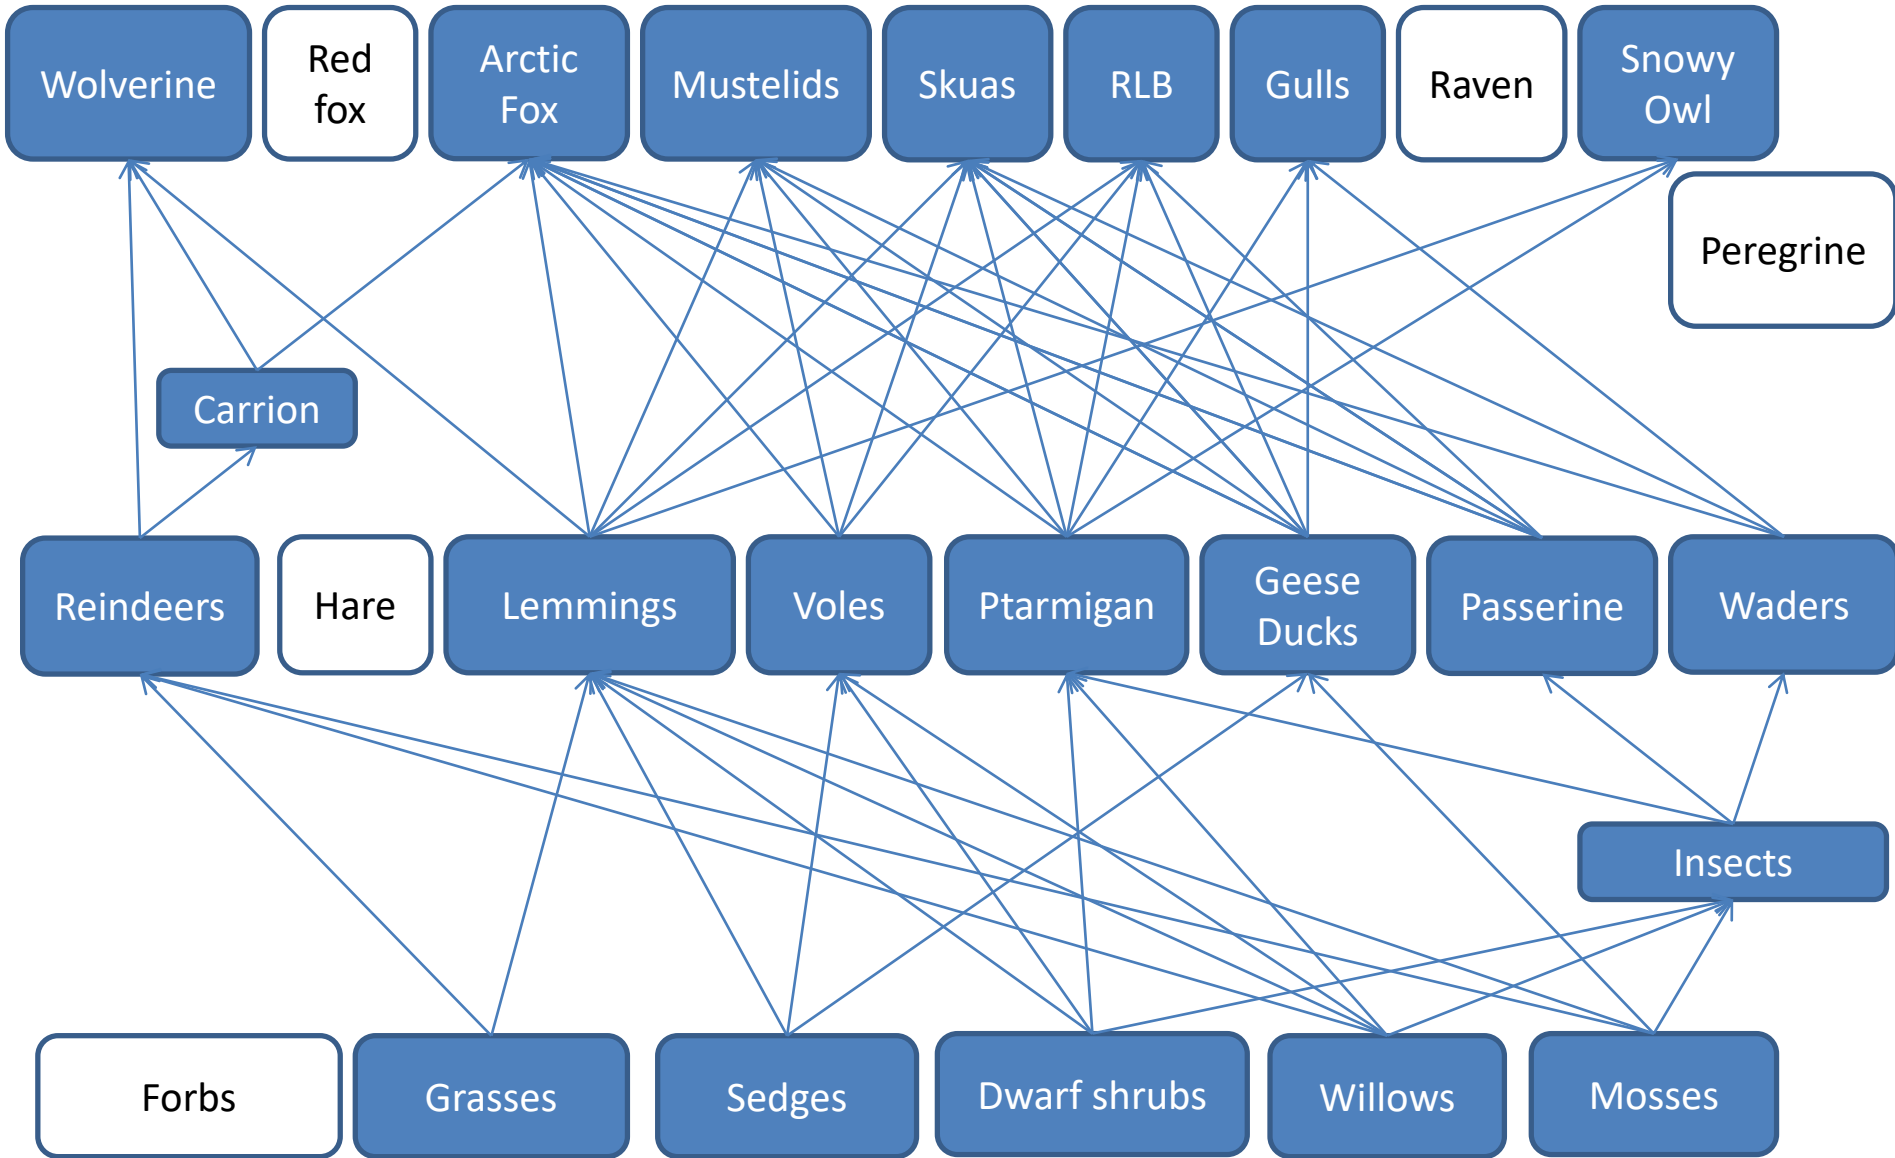 Wolverine
Red
fox
Arctic
Fox
Mustelids
Skuas
RLB
Gulls
Raven
Snowy
Owl
Peregrine
Carrion
Reindeers
Hare
Lemmings
Voles
Ptarmigan
Geese
Ducks
Passerine
Waders
Insects
Forbs
Grasses
Sedges
Dwarf shrubs
Willows
Mosses